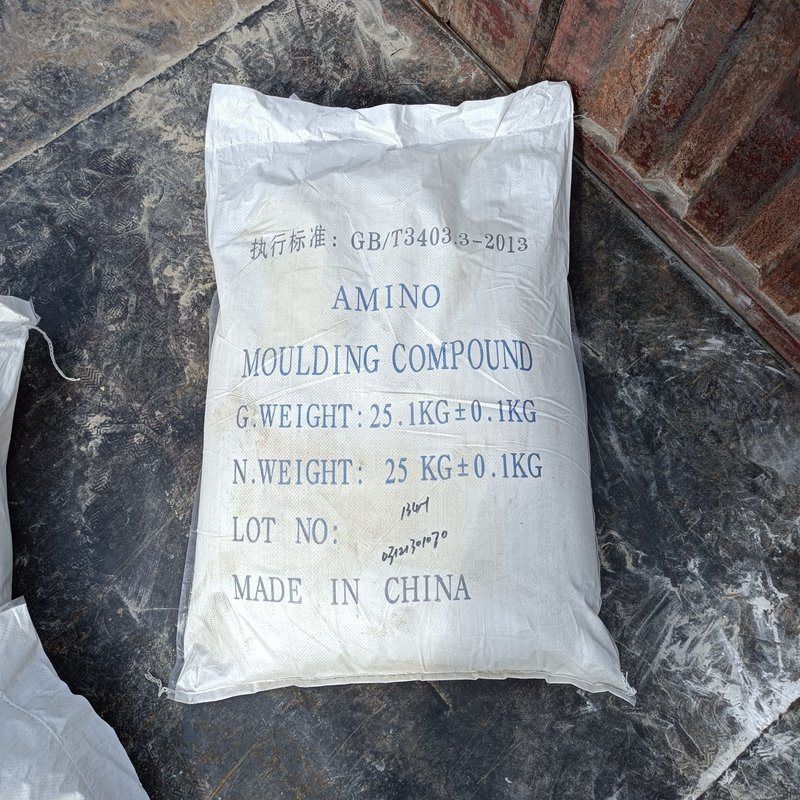 执行标准: GB/T3403.3-2013
AMINO
MOULDING COMPOUND
G.WEIGHT: 25.1KG±0.1KG
N.WEIGHT: 25 KG±0.1KG
LOT NO:
03121301070
MADE IN CHINA